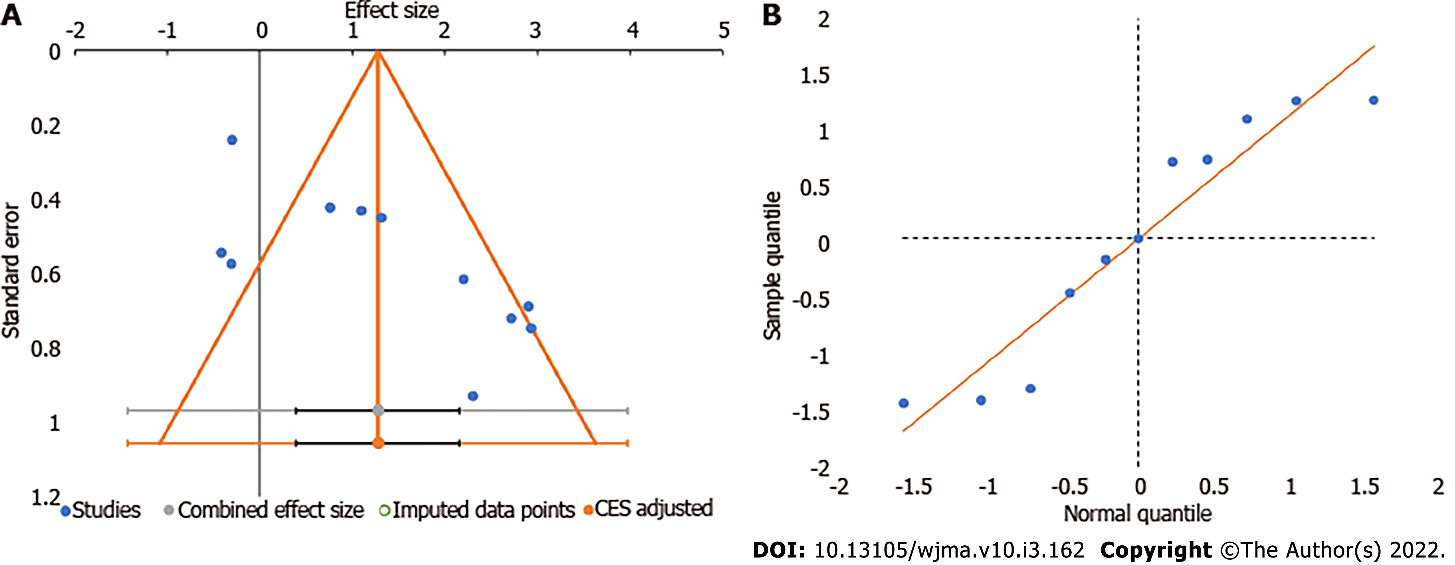 A
Effect size
-2 -1 0 1 2 3 4 5
0
0.2
0.4
0.6
0.8
1
1.2
Standard error
Studies Combined effect size Imputed data points CES adjusted
B
2
1.5
1
0.5
0
-0.5
-1
-1.5
-2
Sample quantile
-2 -1.5 -1 -0.5 0 0.5 1 1.5 2
Normal quantile
DOI: 10.13105/wjma.v10.i3.162 Copyright ©The Author(s) 2022.